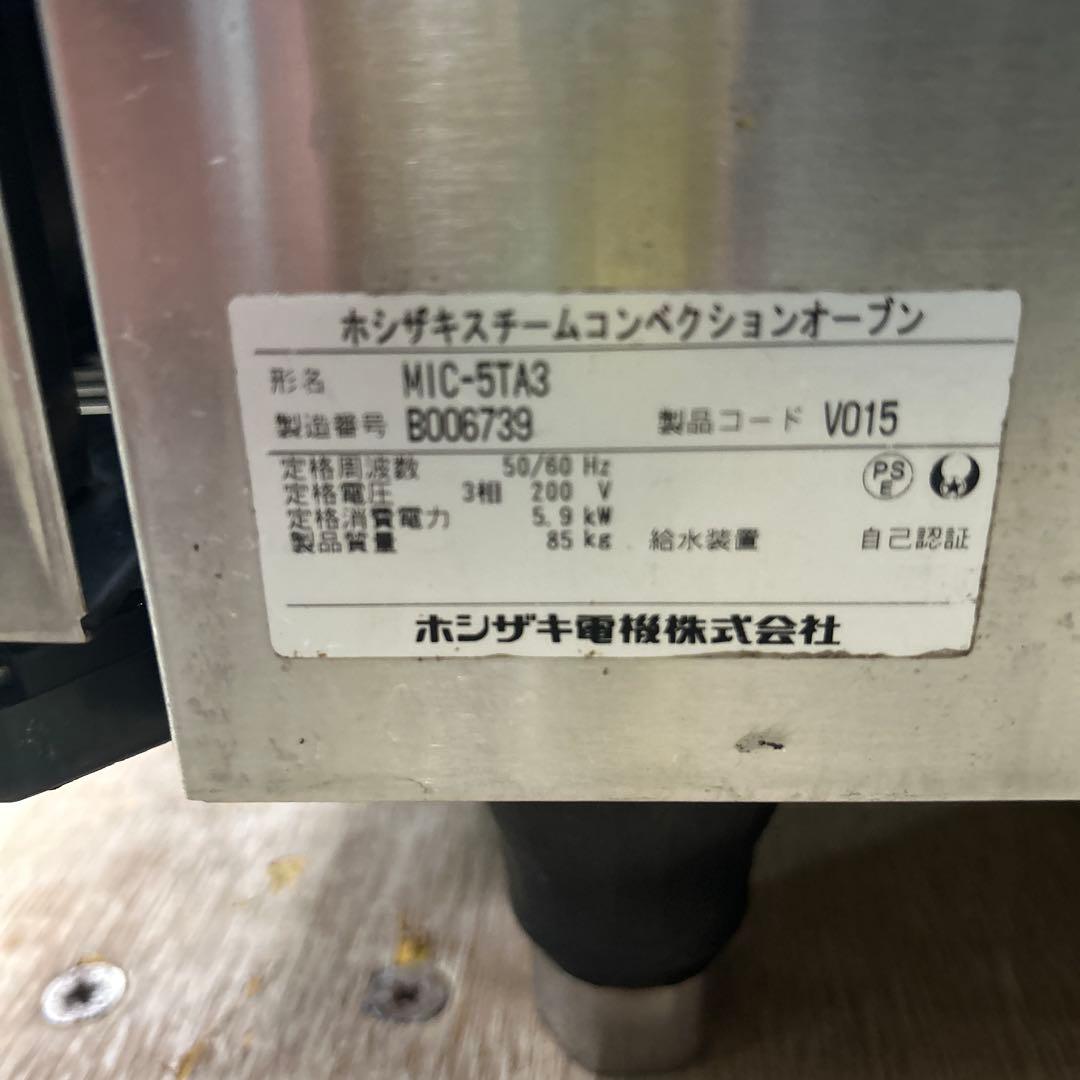 ホシザキスチームコンベクションオーブン
形名 MIC-5TA3
製造番号 B006739 製品コード V015
定格周波数 50/60 Hz
定格電圧 3相 200 V
定格消費電力 5.9 kW
製品質量 85 kg 給水装置 自己認証
PS
E
ホシザキ電機株式会社